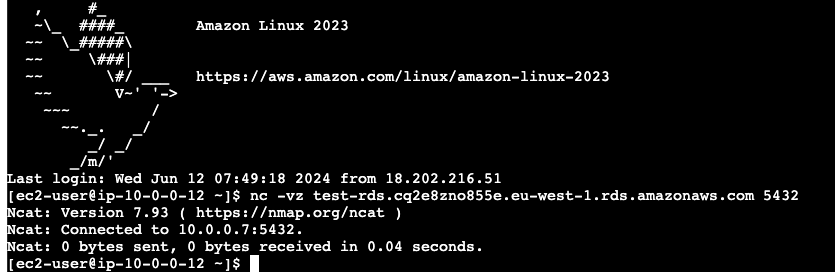 ,     #_
   ~\_  ####_        Amazon Linux 2023
  ~~  \_#####\
  ~~     \###|
  ~~       \#/ ___   https://aws.amazon.com/linux/amazon-linux-2023
   ~~       V~' '->
    ~~~         /
      ~~._.   _/
         _/ _/
       _/m/'
Last login: Wed Jun 12 07:49:18 2024 from 18.202.216.51
[ec2-user@ip-10-0-0-12 ~]$ nc -vz test-rds.cq2e8zno855e.eu-west-1.rds.amazonaws.com 5432
Ncat: Version 7.93 ( https://nmap.org/ncat )
Ncat: Connected to 10.0.0.7:5432.
Ncat: 0 bytes sent, 0 bytes received in 0.04 seconds.
[ec2-user@ip-10-0-0-12 ~]$